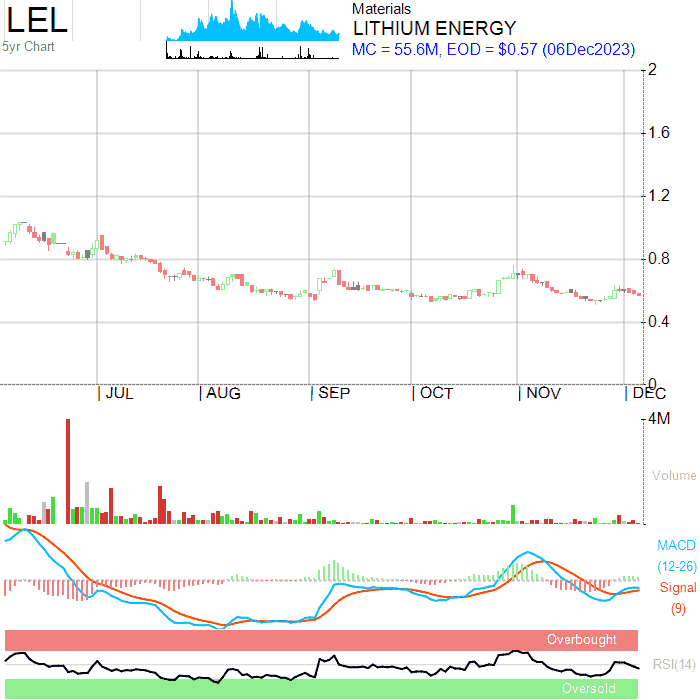 LEL
5yr Chart
Materials
LITHIUM ENERGY
MC = 55.6M, EOD = $0.57 (06Dec2023)
2
1.6
1.2
0.8
0.4
0
JUL AUG SEP OCT NOV DEC
4M
Volume
MACD
(12-26)
Signal
(9)
Overbought
RSI(14)
Oversold